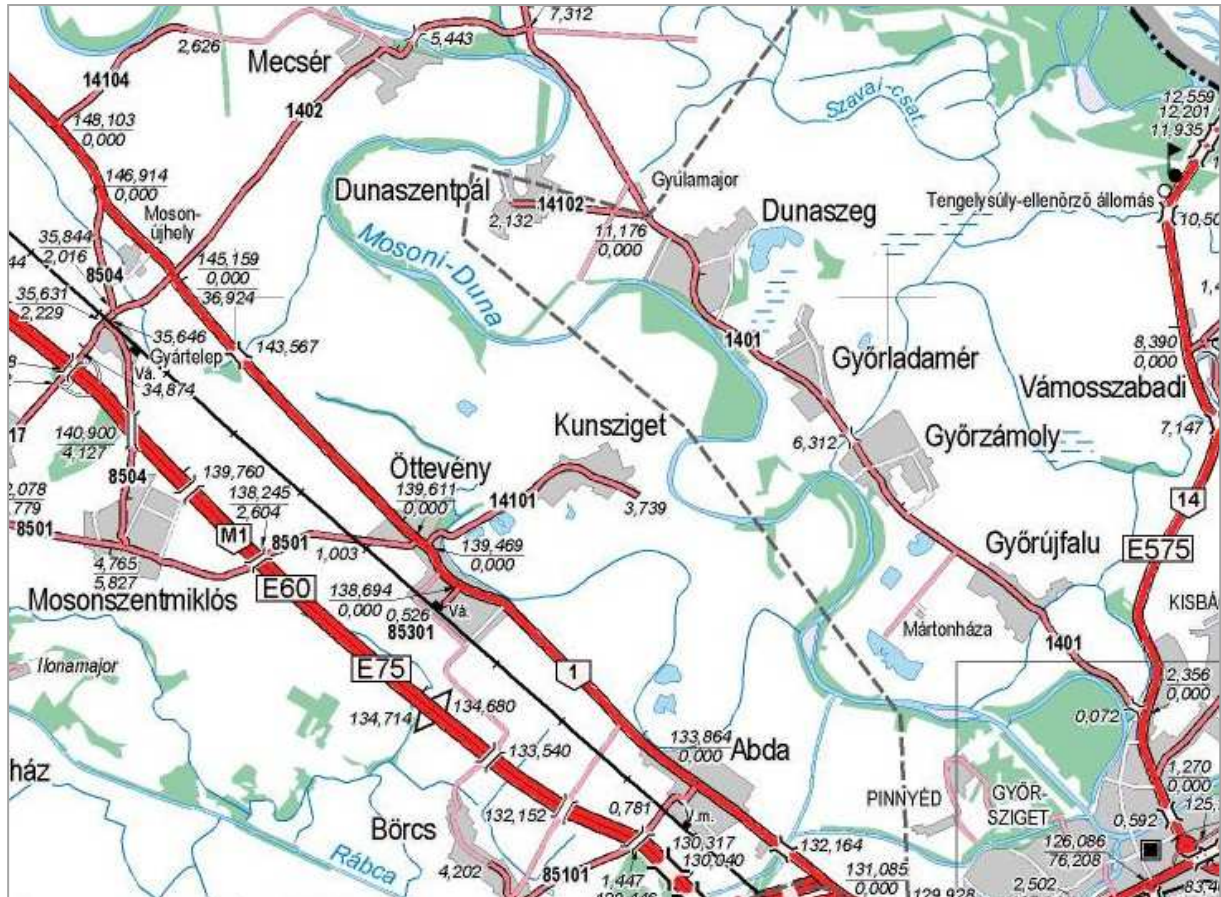 7,312
2,626
5,443
Mecsér
14104
1402
12,559
12,201
11,935
148,103
0,000
Szavai-csat.
146,914
0,000
Moson-
újhely
Dunaszentpál
14102
2,132
Gyulamajor
11,176
0,000
Dunaszeg
Tengelysúly-ellenőrző állomás
35,844
2,016
8504
145,159
0,000
36,924
Mosoni-Duna
35,631
2,229
35,646
Gyártelep
Vá.
34,874
143,567
1401
Győrladamér
8,390
0,000
Vámosszabadi
7,147
17
140,900
4,127
8504
139,760
138,245
2,604
Öttevény
139,611
0,000
Kunsziget
14101
3,739
6,312
Győrzámoly
14
E575
8501
M1
8501
1,003
139,469
0,000
4,765
5,827
E60
Mosonszentmiklós
138,694
0,000
0,526
Vá.
85301
Győrújfalu
KISBÁ
Mártonháza
1401
Ilonamajor
E75
1
134,714
134,680
2,356
0,000
0,072
133,540
133,864
0,000
Abda
ház
132,152
0,781
V.m.
Börcs
Rábca
4,202
85101
130,317
130,040
1,447
132,164
131,085
0,000
PINNYÉD
GYŐR-
SZIGET
1,270
0,000
0,592
126,086
76,208
2,502